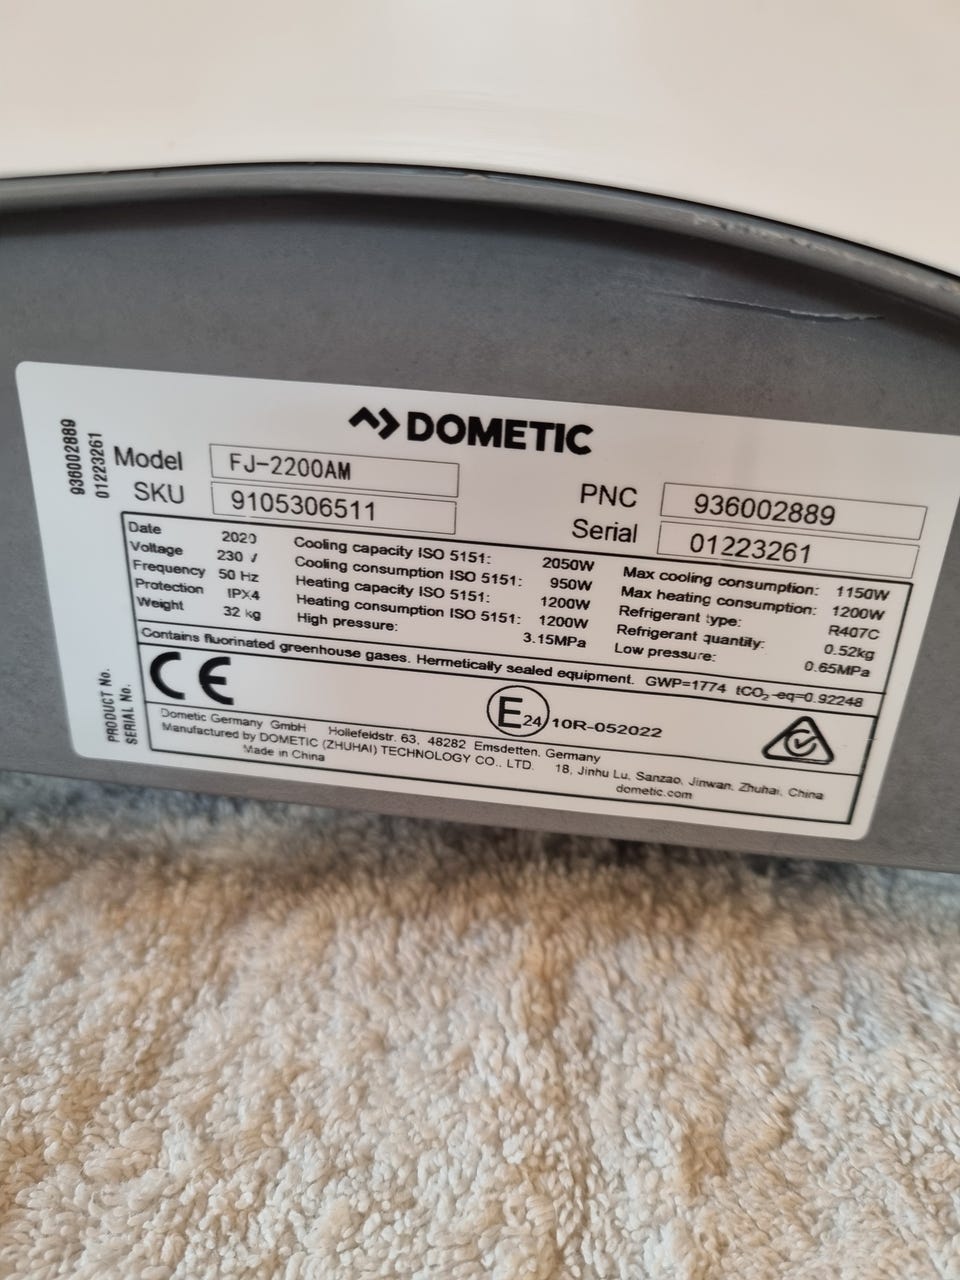 DOMETIC
936002889
01223261
Model FJ-2200AM
SKU 9105306511
PNC 936002889
Serial 01223261
Date 2020
Voltage 230 V
Frequency 50 Hz
Protection IPX4
Weight 32 kg
Cooling capacity ISO 5151: 2050W
Cooling consumption ISO 5151: 950W
Heating capacity ISO 5151: 1200W
Heating consumption ISO 5151: 1200W
High pressure: 3.15MPa
Max cooling consumption: 1150W
Max heating consumption: 1200W
Refrigerant type: R407C
Refrigerant quantity: 0.52kg
Low pressure: 0.65MPa
Contains fluorinated greenhouse gases. Hermetically sealed equipment. GWP=1774 tCO₂-eq=0.92248
PRODUCT No.
SERIAL No.
CE
E24 10R-052022
Dometic Germany GmbH Hollefeldstr. 63, 48282 Emsdetten, Germany
Manufactured by DOMETIC (ZHUHAI) TECHNOLOGY CO., LTD. 18, Jinhu Lu, Sanzao, Jinwan, Zhuhai, China
Made in China
dometic.com